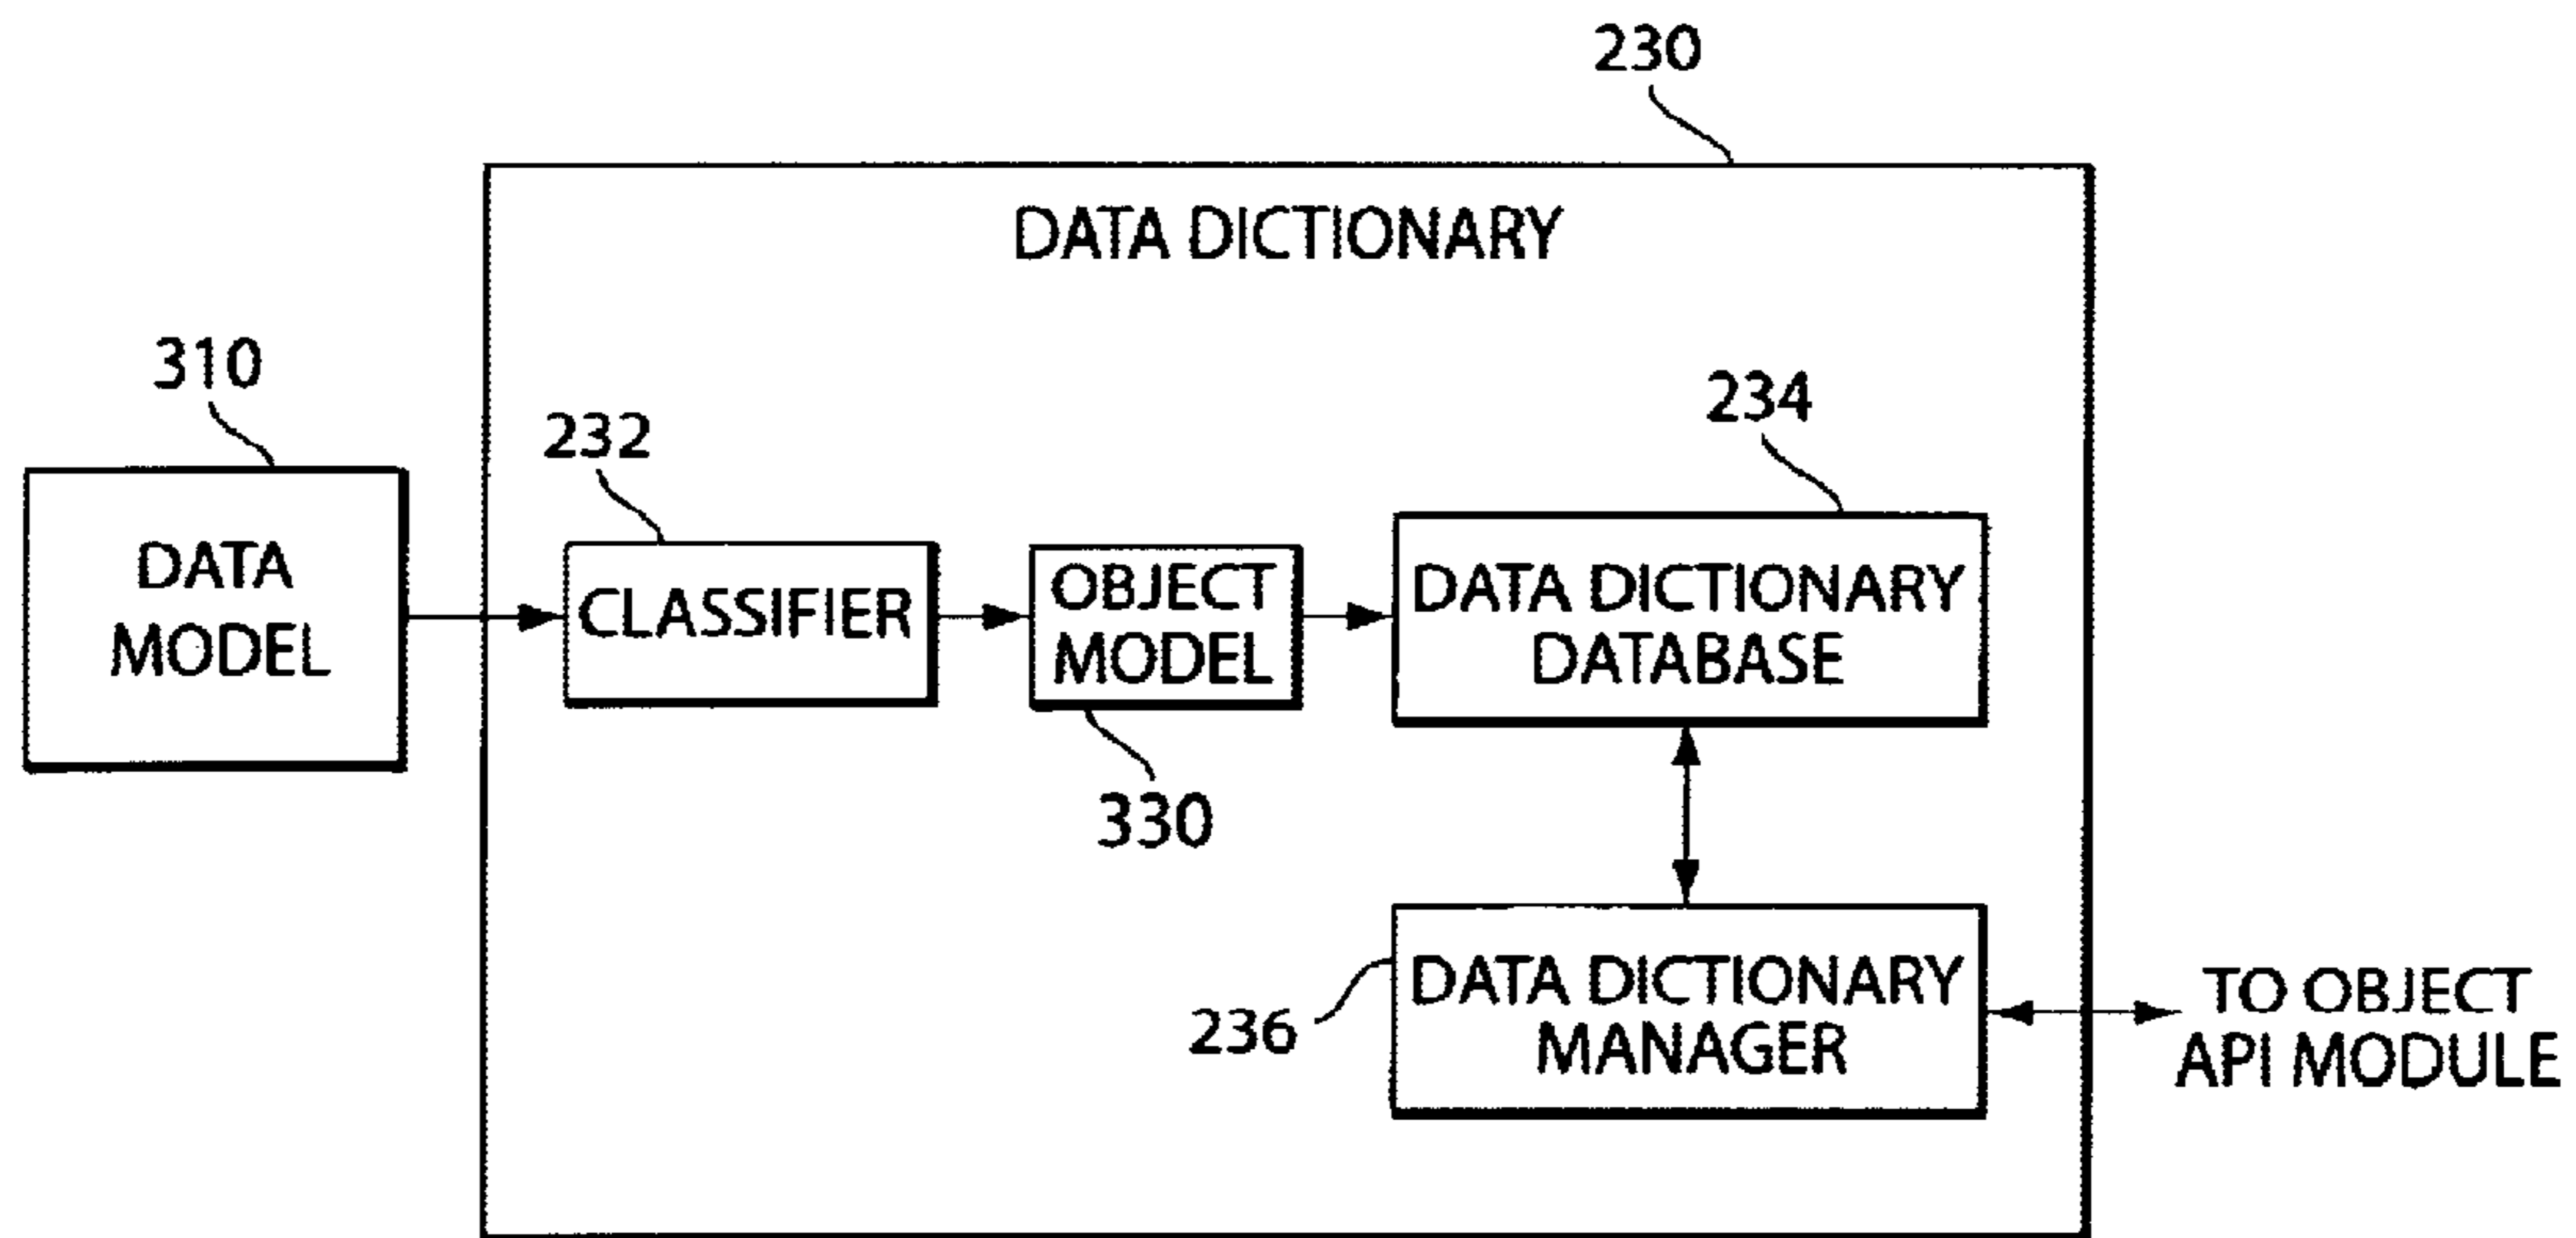 230
DATA DICTIONARY
310
232
234
DATA
MODEL
CLASSIFIER
OBJECT
MODEL
DATA DICTIONARY
DATABASE
330
236
DATA DICTIONARY
MANAGER
TO OBJECT
API MODULE